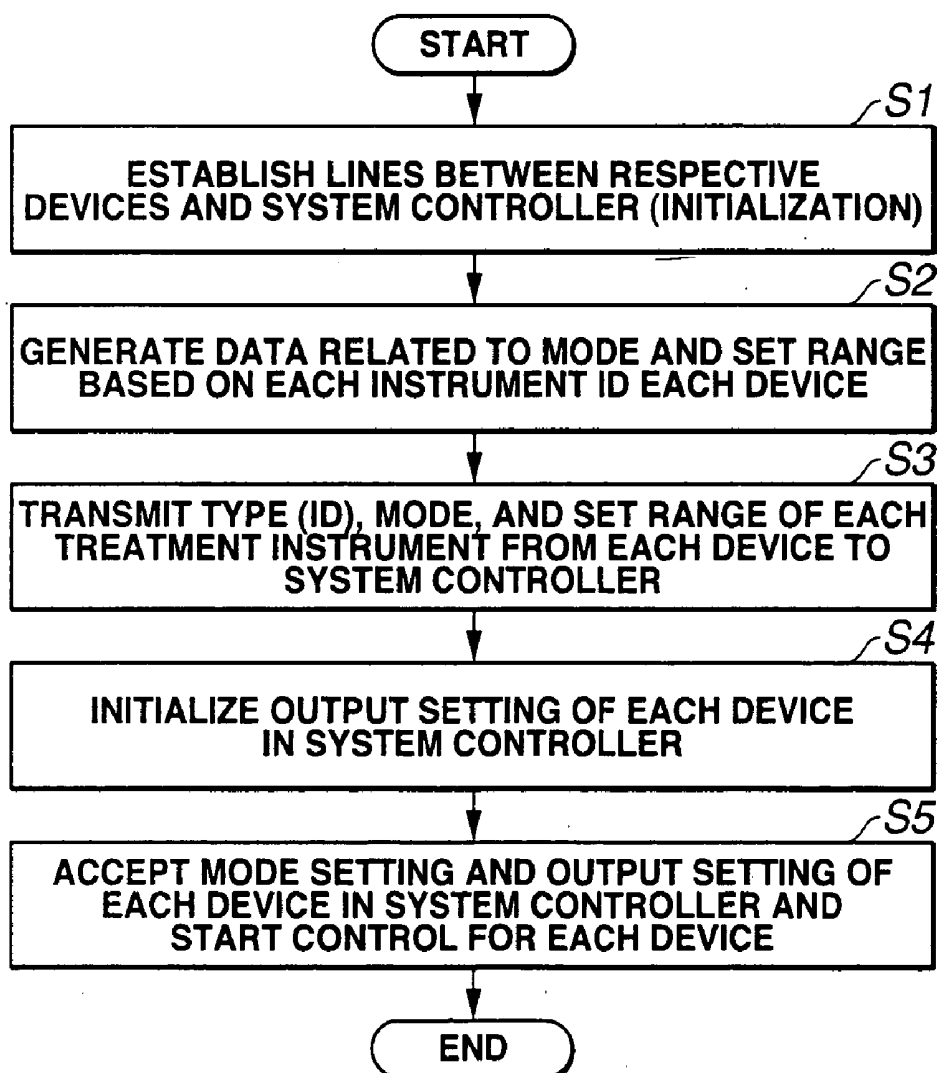 START
S1
ESTABLISH LINES BETWEEN RESPECTIVE
DEVICES AND SYSTEM CONTROLLER (INITIALIZATION)
S2
GENERATE DATA RELATED TO MODE AND SET RANGE
BASED ON EACH INSTRUMENT ID EACH DEVICE
S3
TRANSMIT TYPE (ID), MODE, AND SET RANGE OF EACH
TREATMENT INSTRUMENT FROM EACH DEVICE TO
SYSTEM CONTROLLER
S4
INITIALIZE OUTPUT SETTING OF EACH DEVICE
IN SYSTEM CONTROLLER
S5
ACCEPT MODE SETTING AND OUTPUT SETTING OF
EACH DEVICE IN SYSTEM CONTROLLER AND
START CONTROL FOR EACH DEVICE
END